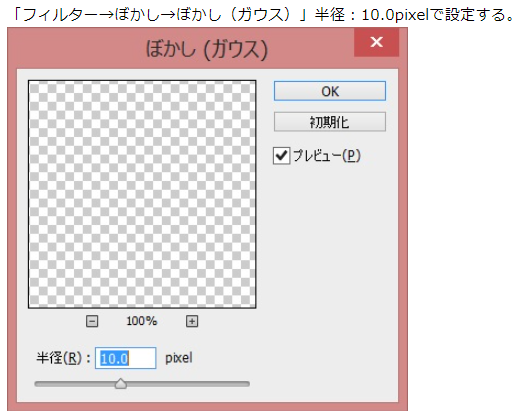 「フィルター→ぼかし→ぼかし（ガウス）」半径：10.0pixelで設定する。
ぼかし (ガウス)
OK
初期化
プレビュー(P)
100%
半径(R)： 10.0 pixel